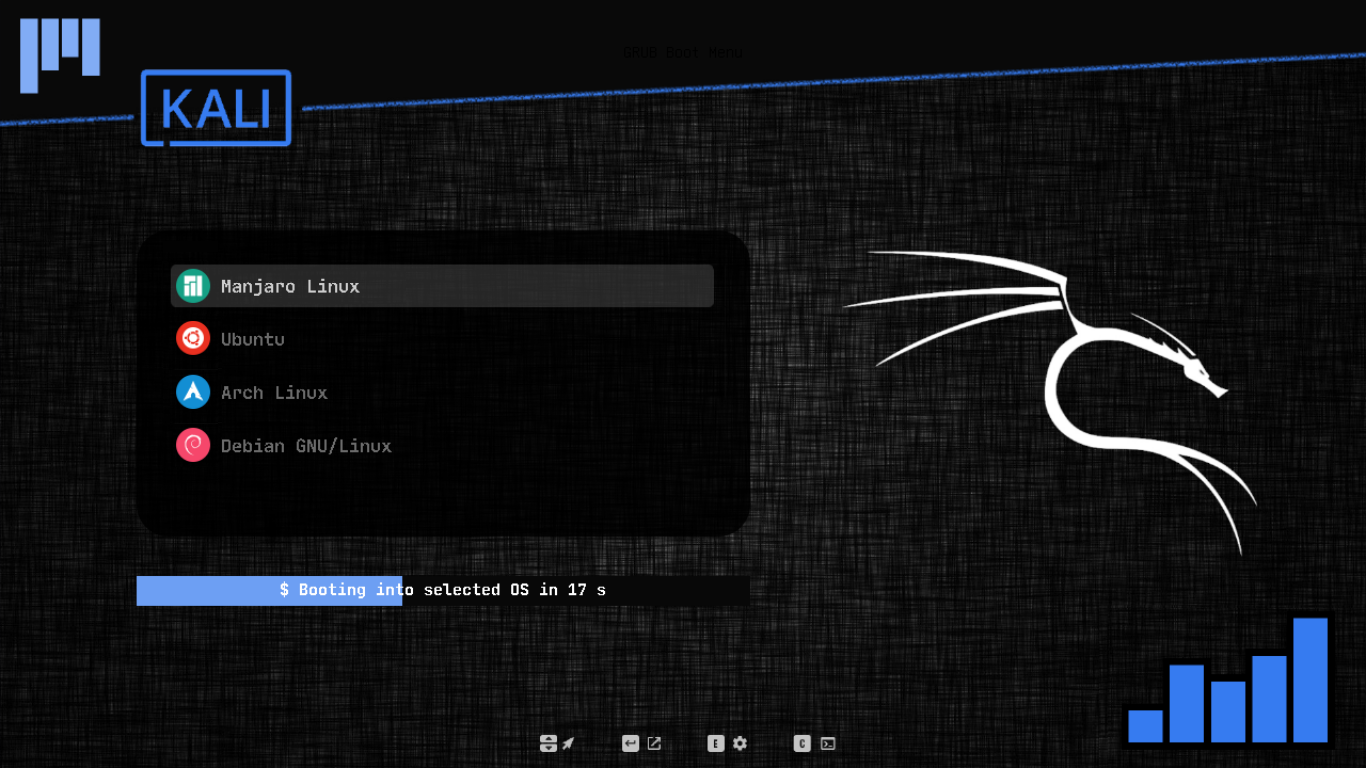 GRUB Boot Menu
KALI
Manjaro Linux
Ubuntu
Arch Linux
Debian GNU/Linux
$ Booting into selected OS in 17 s
E
C